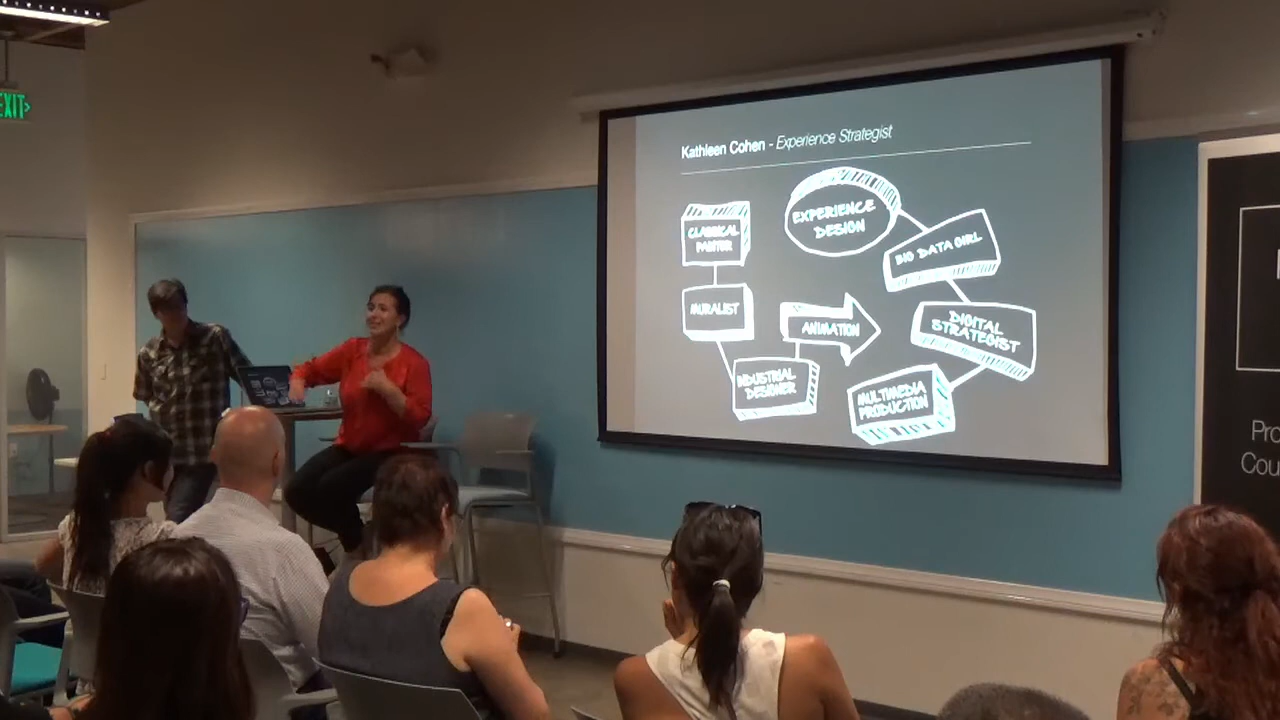 EXIT
Kathleen Cohen - Experience Strategist
CLASSICAL
PAINTER
EXPERIENCE
DESIGN
BIG DATA GIRL
MURALIST
ANIMATION
DIGITAL
STRATEGIST
INDUSTRIAL
DESIGNER
MULTIMEDIA
PRODUCTION
Pro
Cou